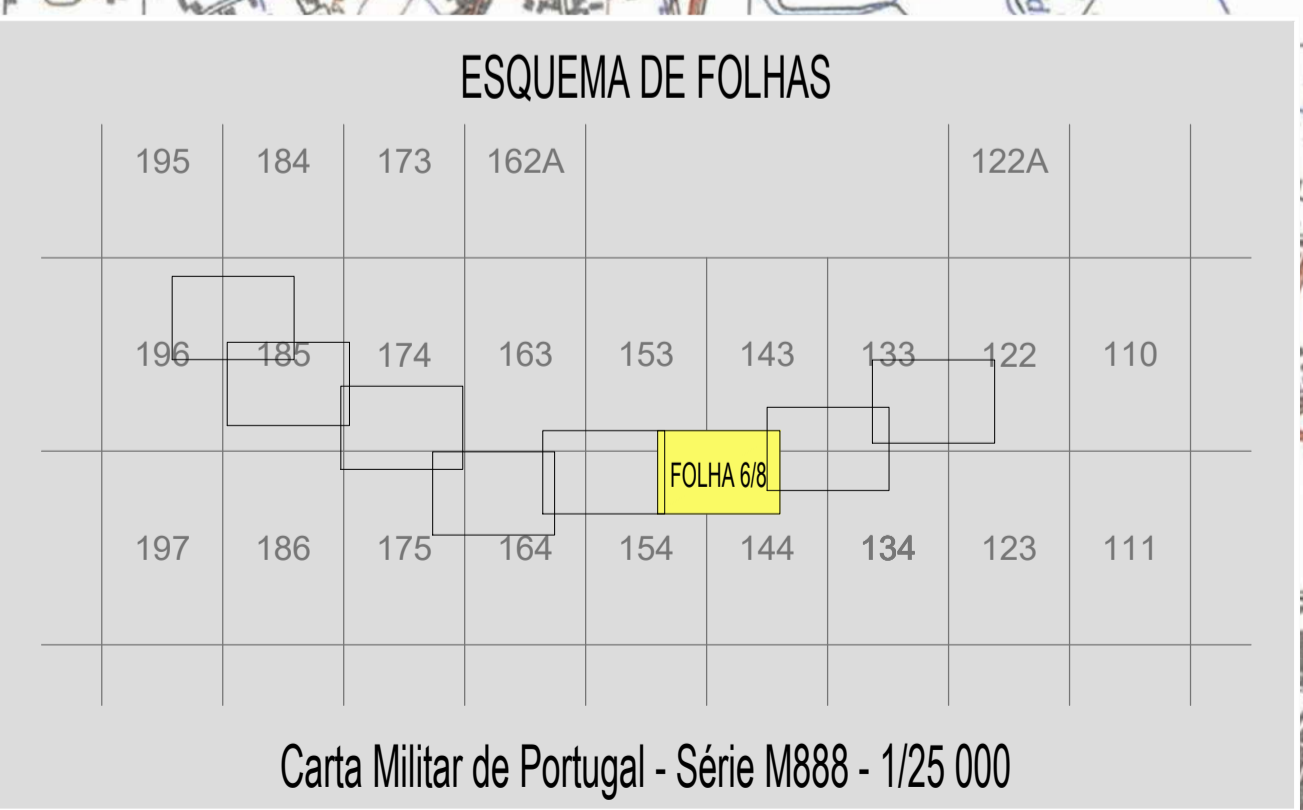 ESQUEMA DE FOLHAS
195 184 173 162A 122A
196 185 174 163 153 143 133 122 110
FOLHA 6/8
197 186 175 164 154 144 134 123 111
Carta Militar de Portugal - Série M888 - 1/25 000